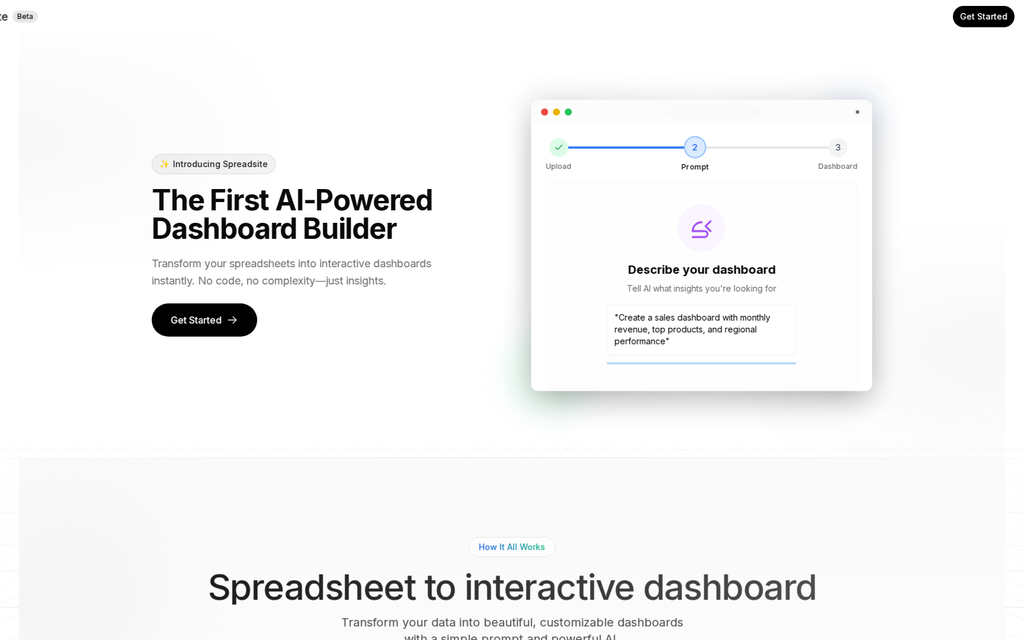 Beta
Get Started
✨ Introducing Spreadsite
The First AI-Powered
Dashboard Builder
Transform your spreadsheets into interactive dashboards
instantly. No code, no complexity—just insights.
Get Started →
2
3
Upload
Prompt
Dashboard
Describe your dashboard
Tell AI what insights you're looking for
"Create a sales dashboard with monthly
revenue, top products, and regional
performance"
How It All Works
Spreadsheet to interactive dashboard
Transform your data into beautiful, customizable dashboards
with a simple prompt and powerful AI